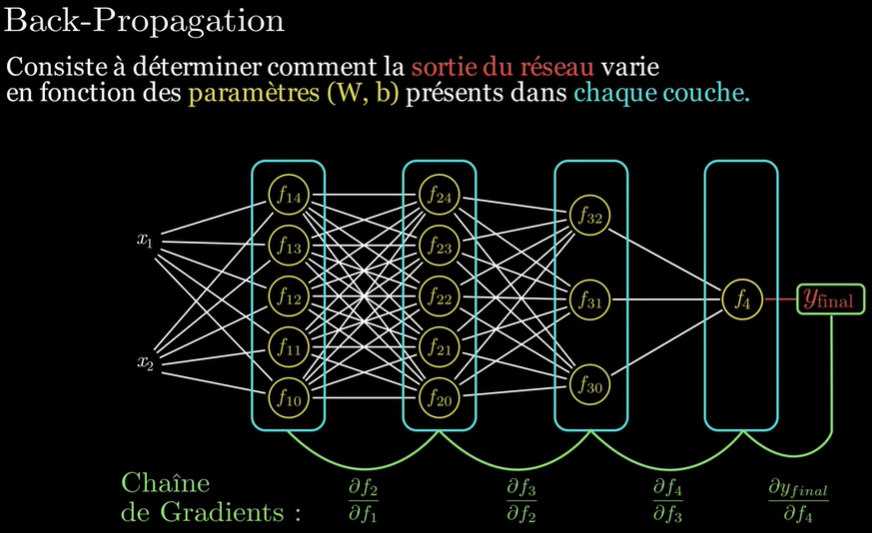 Back-Propagation
Consiste à déterminer comment la sortie du réseau varie
en fonction des paramètres (W, b) présents dans chaque couche.
f14 f24
f32
x1 f13 f23
f12 f22 f31 f4 yfinal
x2 f11 f21
f30
f10 f20
Chaîne
de Gradients : ∂f2/∂f1 ∂f3/∂f2 ∂f4/∂f3 ∂yfinal/∂f4